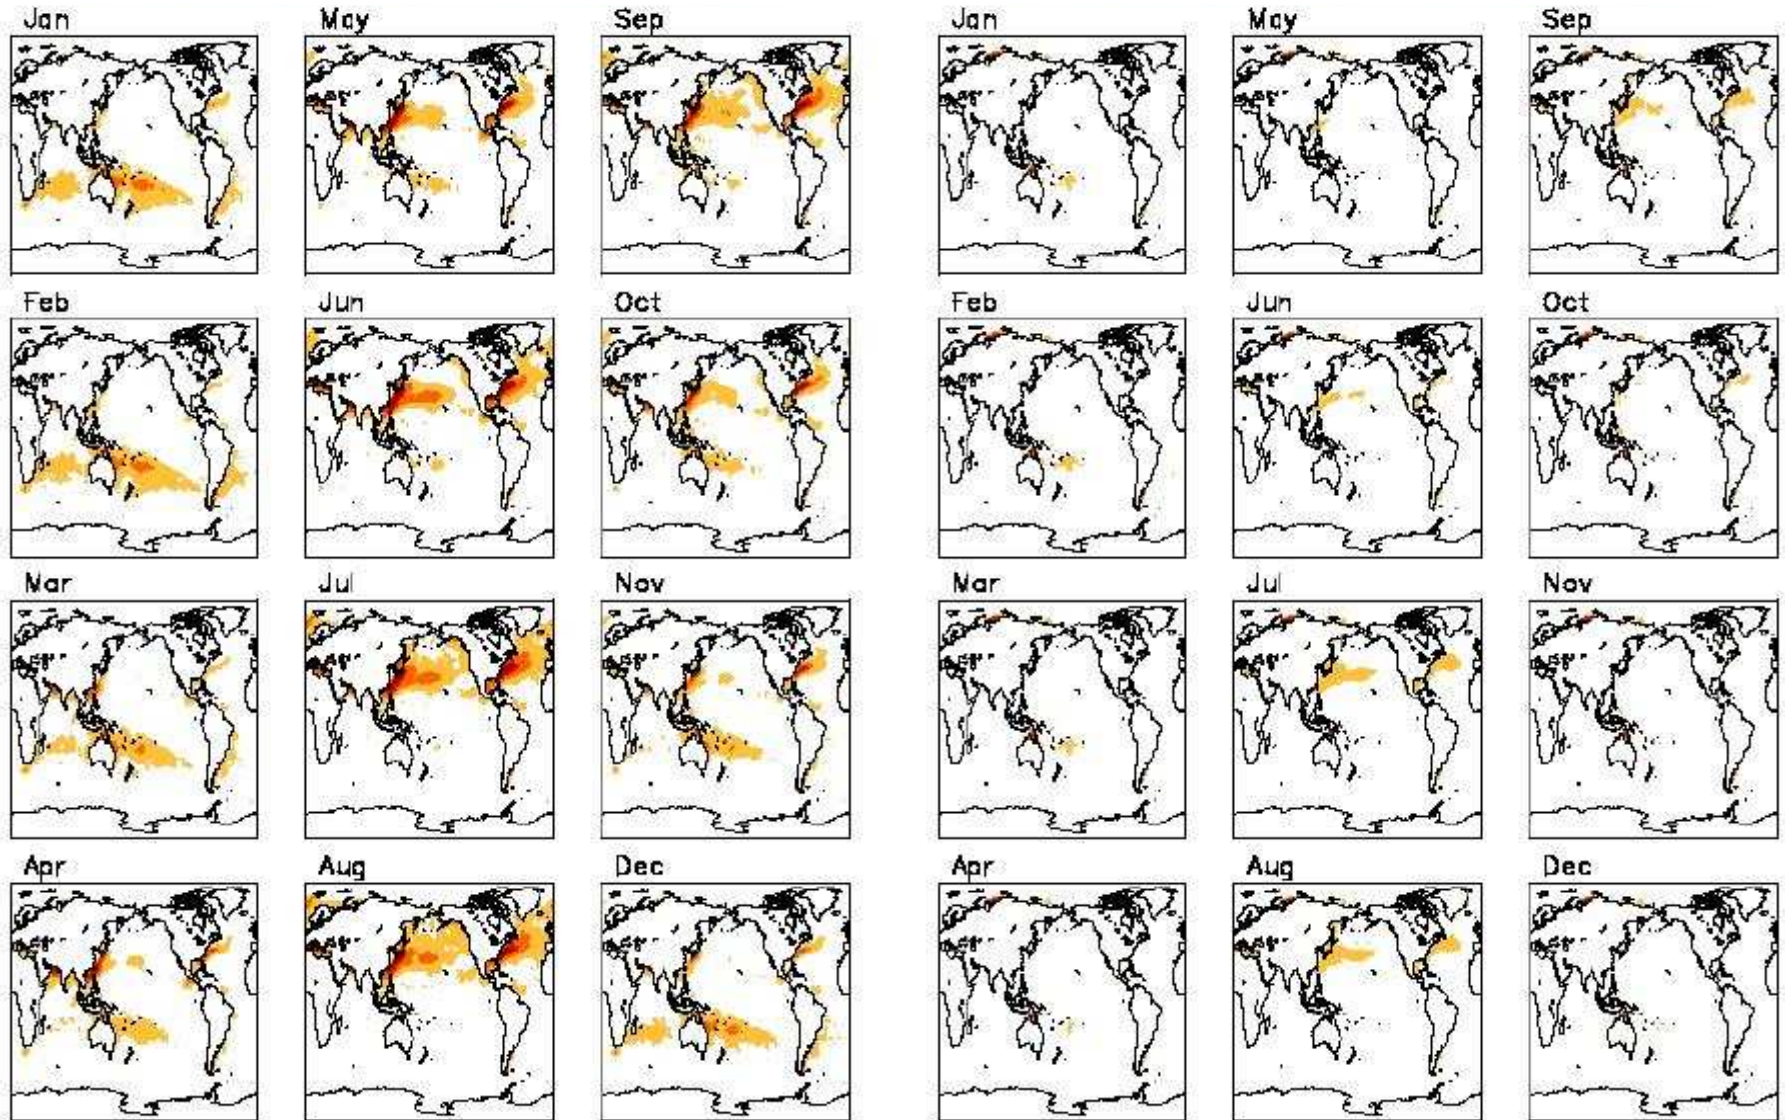 Jan May Sep Jan May Sep
Feb Jun Oct Feb Jun Oct
Mar Jul Nov Mar Jul Nov
Apr Aug Dec Apr Aug Dec